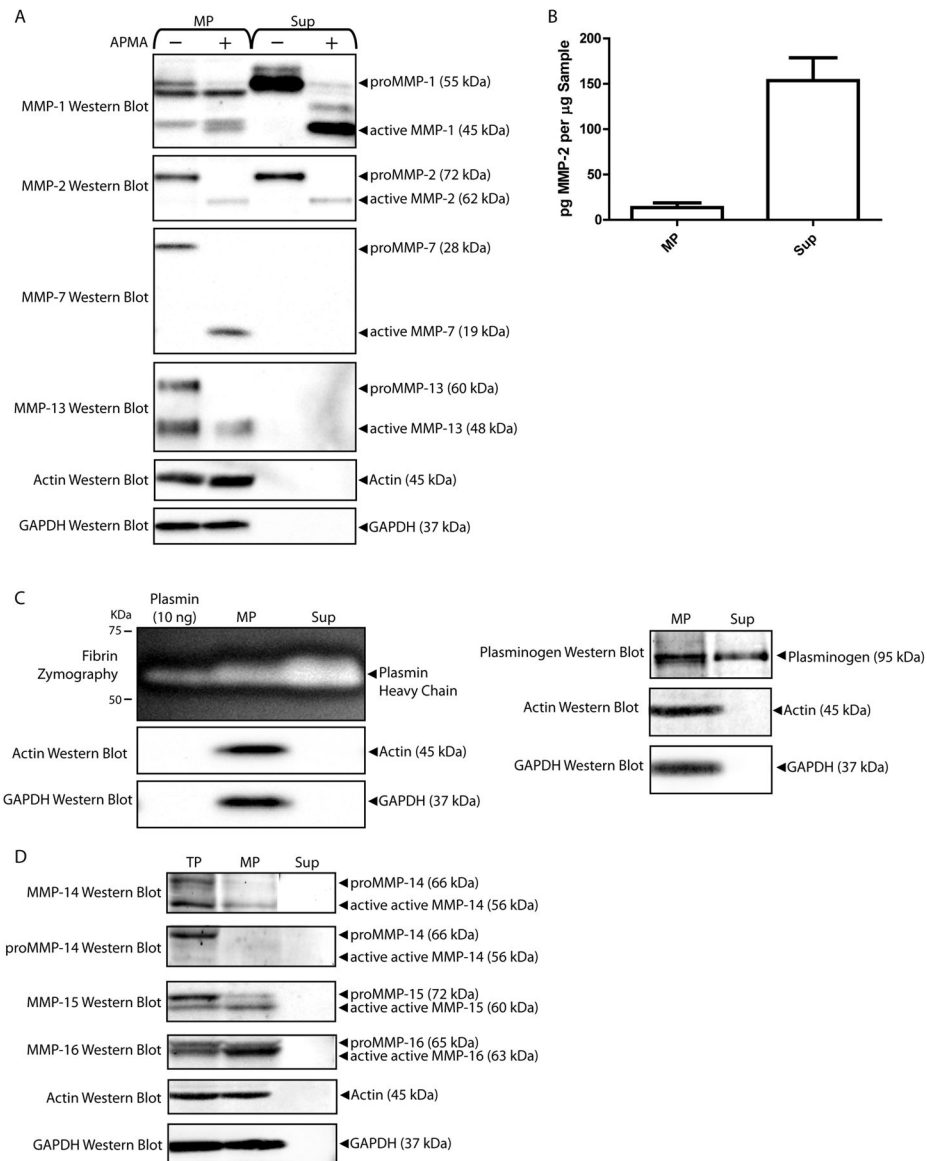 A
MP Sup
APMA − + − +
MMP-1 Western Blot
◄proMMP-1 (55 kDa)
◄active MMP-1 (45 kDa)
MMP-2 Western Blot
◄proMMP-2 (72 kDa)
◄active MMP-2 (62 kDa)
MMP-7 Western Blot
◄proMMP-7 (28 kDa)
◄active MMP-7 (19 kDa)
MMP-13 Western Blot
◄proMMP-13 (60 kDa)
◄active MMP-13 (48 kDa)
Actin Western Blot ◄Actin (45 kDa)
GAPDH Western Blot ◄GAPDH (37 kDa)
B
pg MMP-2 per µg Sample
200
150
100
50
0
MP Sup
C
Plasmin
(10 ng) MP Sup
KDa
75
Fibrin
Zymography
50
◄Plasmin
Heavy Chain
Actin Western Blot ◄Actin (45 kDa)
GAPDH Western Blot ◄GAPDH (37 kDa)
MP Sup
Plasminogen Western Blot ◄Plasminogen (95 kDa)
Actin Western Blot ◄Actin (45 kDa)
GAPDH Western Blot ◄GAPDH (37 kDa)
D
TP MP Sup
MMP-14 Western Blot
◄proMMP-14 (66 kDa)
◄active active MMP-14 (56 kDa)
proMMP-14 Western Blot
◄proMMP-14 (66 kDa)
◄active active MMP-14 (56 kDa)
MMP-15 Western Blot
◄proMMP-15 (72 kDa)
◄active active MMP-15 (60 kDa)
MMP-16 Western Blot
◄proMMP-16 (65 kDa)
◄active active MMP-16 (63 kDa)
Actin Western Blot ◄Actin (45 kDa)
GAPDH Western Blot ◄GAPDH (37 kDa)